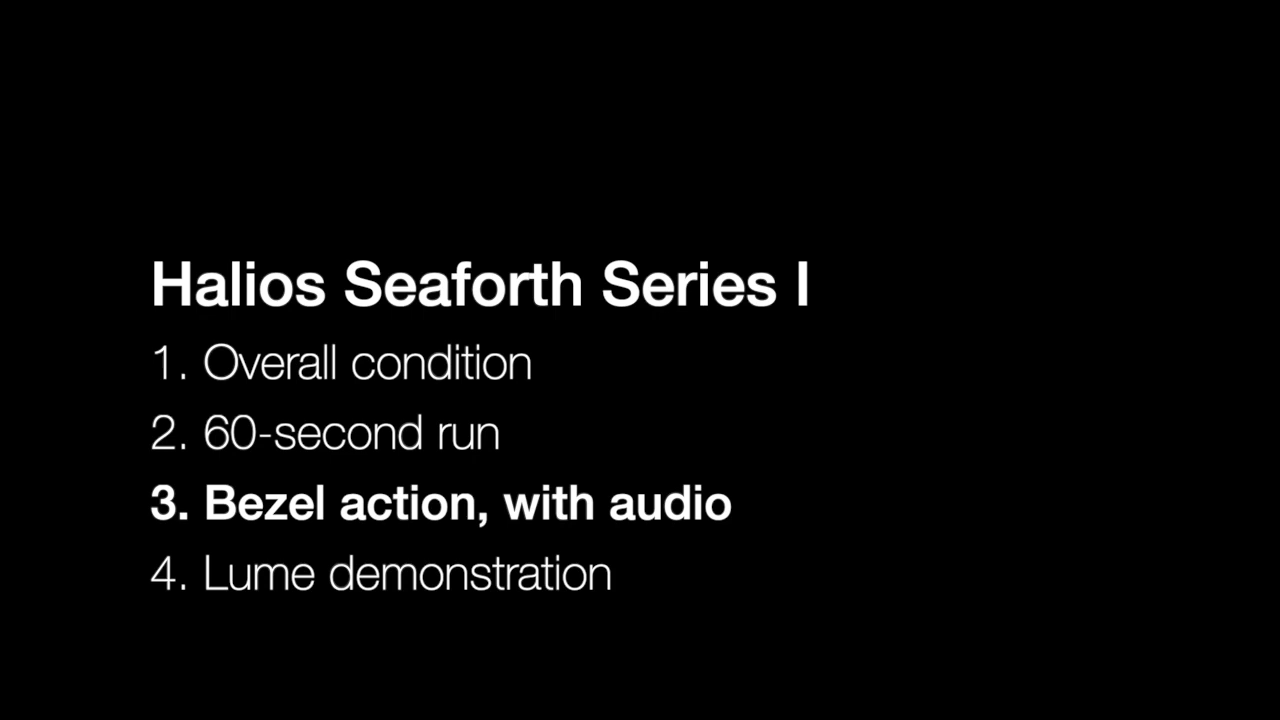 Halios Seaforth Series I
1. Overall condition
2. 60-second run
3. Bezel action, with audio
4. Lume demonstration